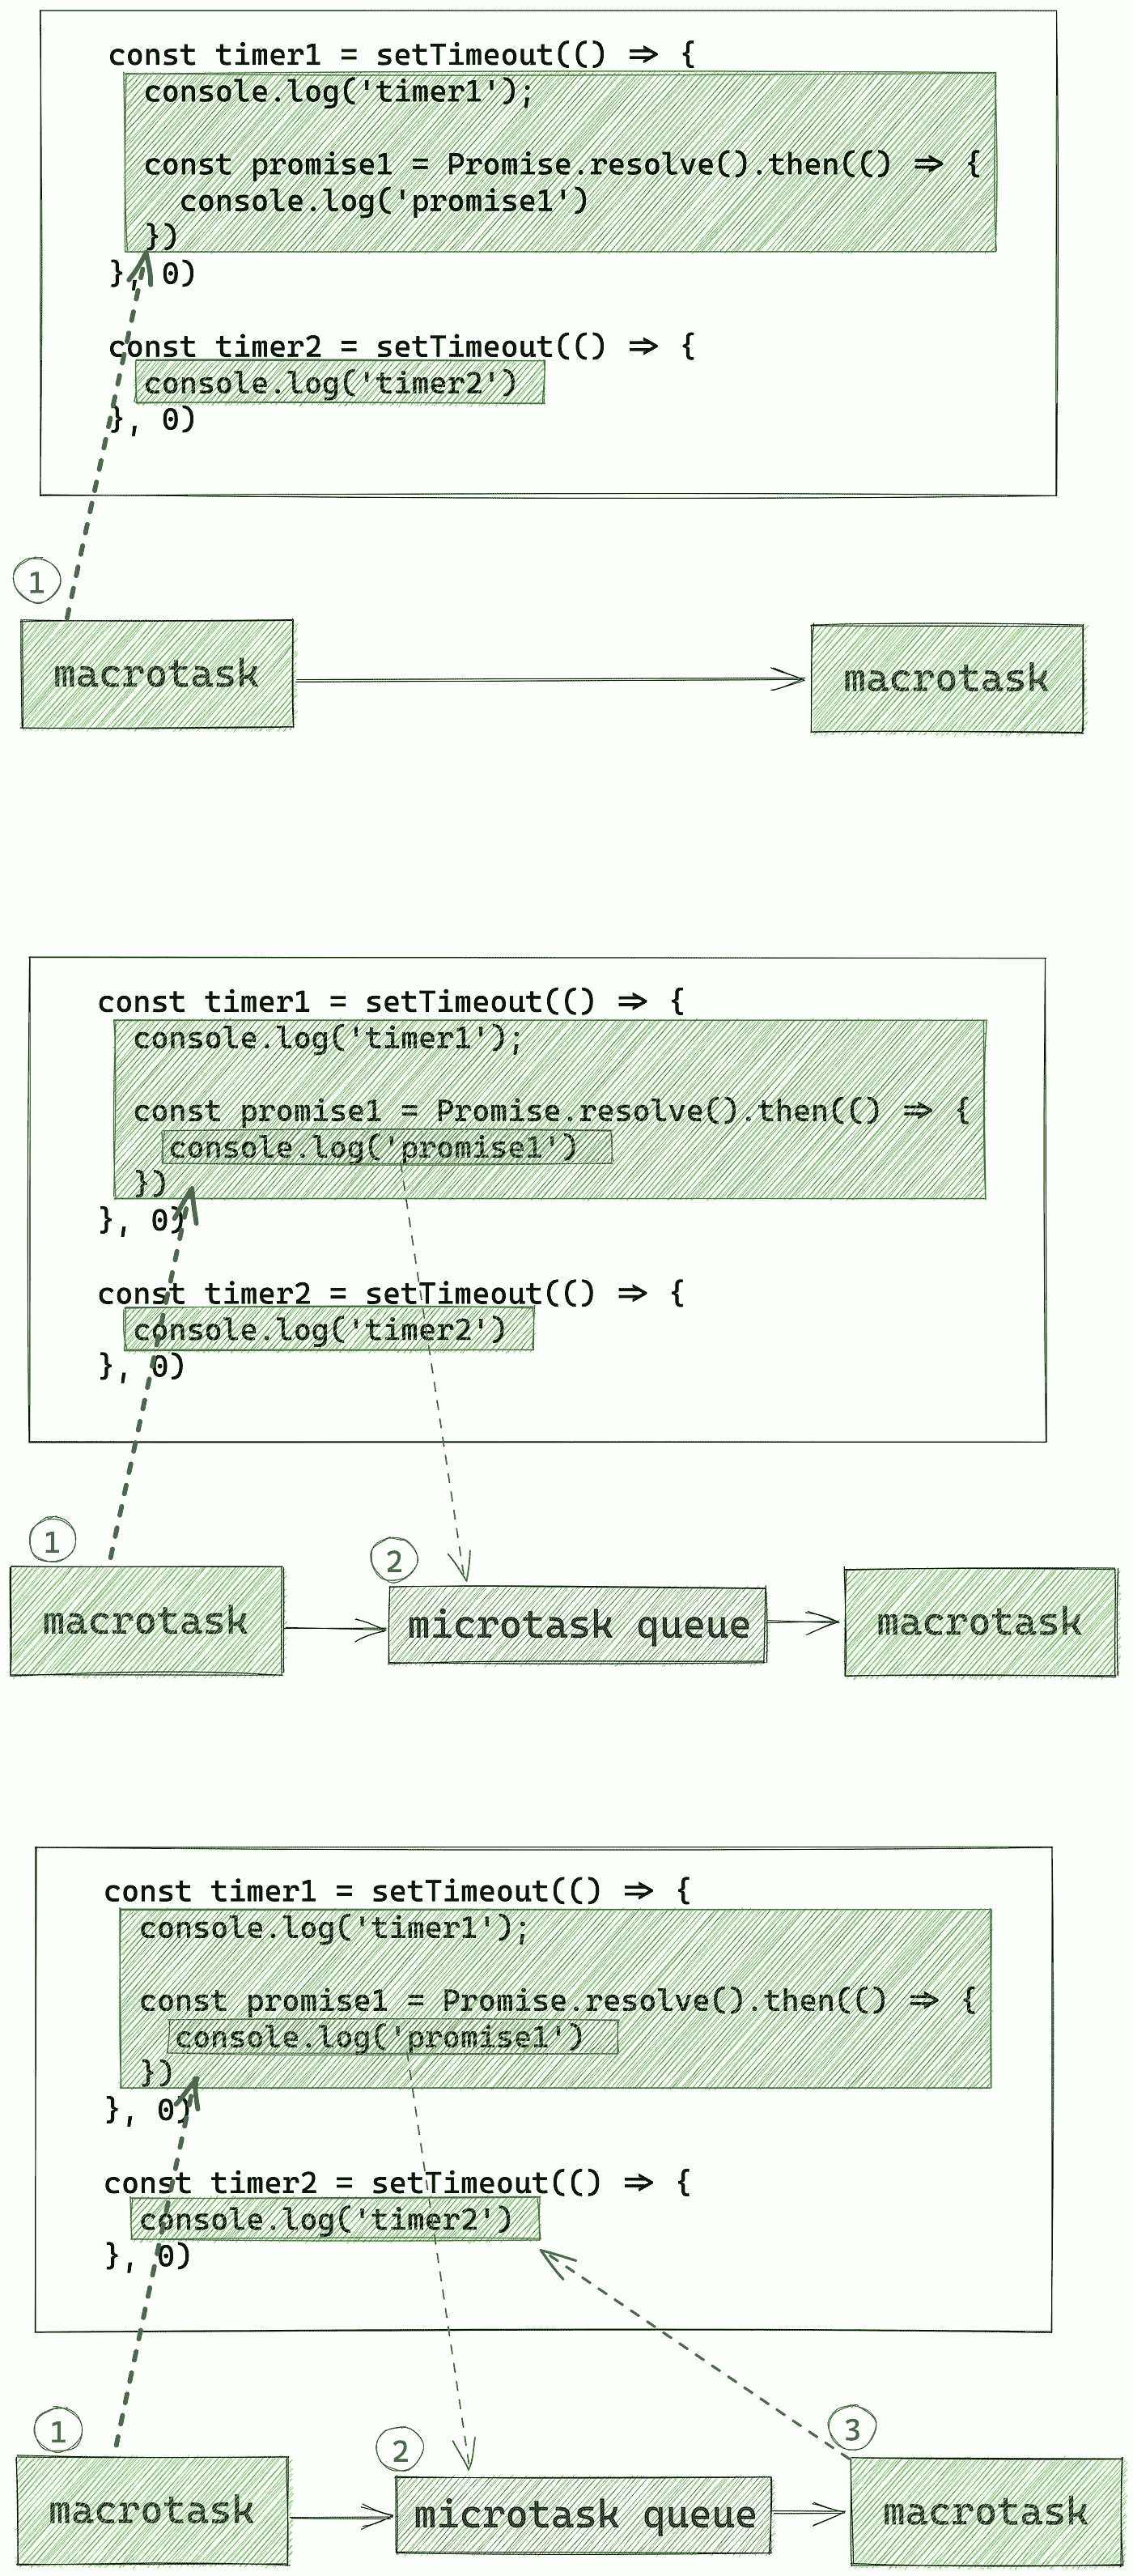 const timer1 = setTimeout(() => {
console.log('timer1');
const promise1 = Promise.resolve().then(() => {
console.log('promise1')
})
}, 0)
const timer2 = setTimeout(() => {
console.log('timer2')
}, 0)
1
macrotask
macrotask
const timer1 = setTimeout(() => {
console.log('timer1');
const promise1 = Promise.resolve().then(() => {
console.log('promise1')
})
}, 0)
const timer2 = setTimeout(() => {
console.log('timer2')
}, 0)
1
2
macrotask
microtask queue
macrotask
const timer1 = setTimeout(() => {
console.log('timer1');
const promise1 = Promise.resolve().then(() => {
console.log('promise1')
})
}, 0)
const timer2 = setTimeout(() => {
console.log('timer2')
}, 0)
1
2
3
macrotask
microtask queue
macrotask